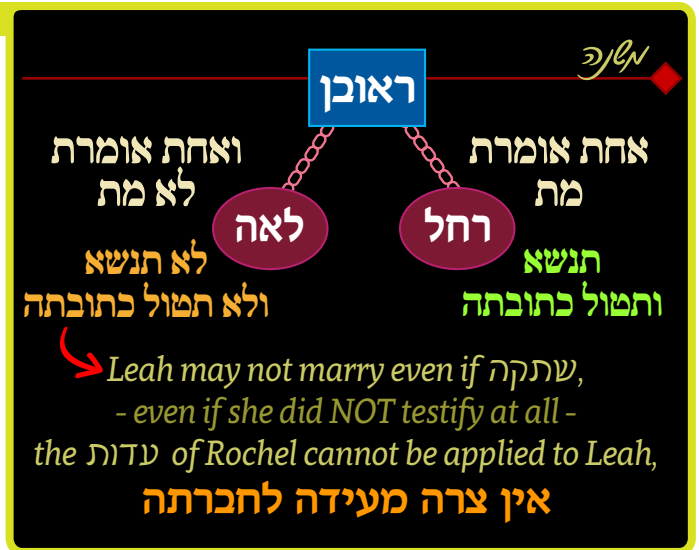 משנה
ראובן
אחת אומרת
מת
ואחת אומרת
לא מת
רחל
לאה
תנשא
ותטול כתובתה
לא תנשא
ולא תטול כתובתה
Leah may not marry even if שתקה,
- even if she did NOT testify at all -
the עדות of Rochel cannot be applied to Leah,
אין צרה מעידה לחברתה